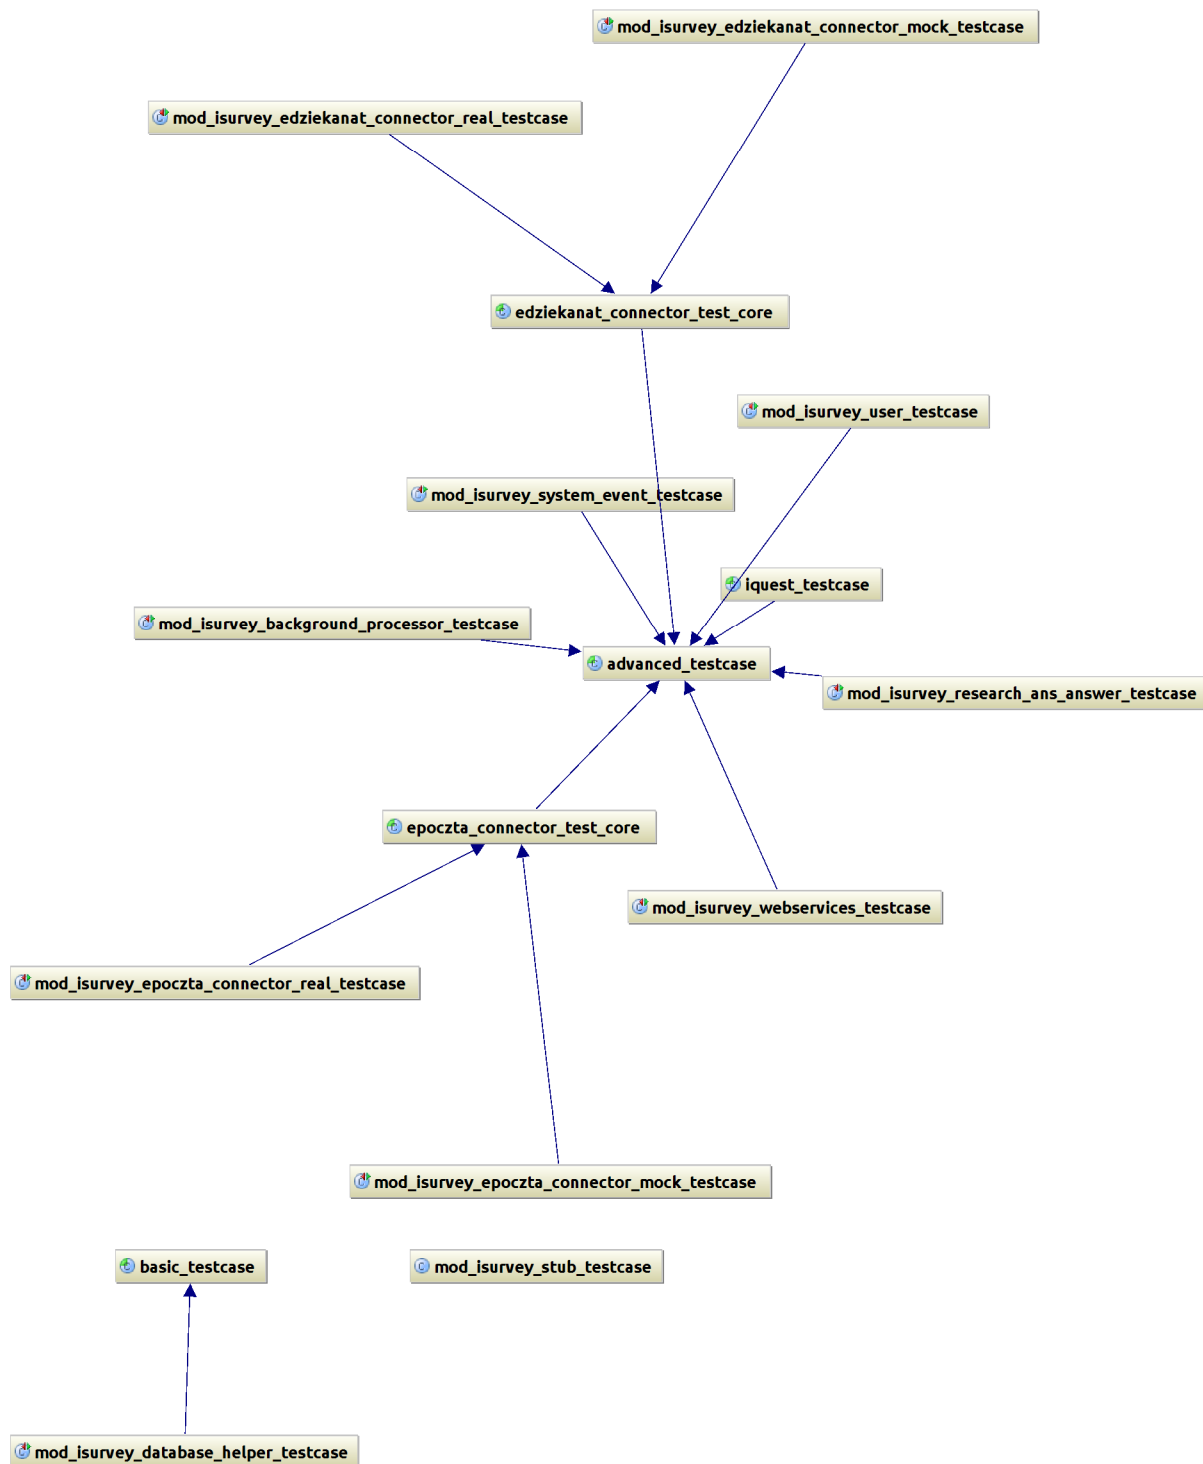 mod_isurvey_edziekanat_connector_mock_testcase
mod_isurvey_edziekanat_connector_real_testcase
edziekanat_connector_test_core
mod_isurvey_user_testcase
mod_isurvey_system_event_testcase
iquest_testcase
mod_isurvey_background_processor_testcase
advanced_testcase
mod_isurvey_research_ans_answer_testcase
epoczta_connector_test_core
mod_isurvey_webservices_testcase
mod_isurvey_epoczta_connector_real_testcase
mod_isurvey_epoczta_connector_mock_testcase
basic_testcase
mod_isurvey_stub_testcase
mod_isurvey_database_helper_testcase